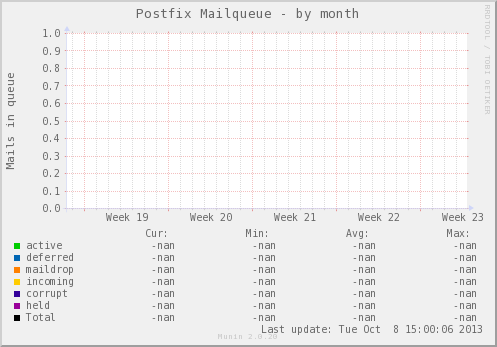 Postfix Mailqueue - by month
RRDTOOL / TOBI OETIKER
Mails in queue
1.0
0.9
0.8
0.7
0.6
0.5
0.4
0.3
0.2
0.1
0.0
Week 19 Week 20 Week 21 Week 22 Week 23
Cur: Min: Avg: Max:
active -nan -nan -nan -nan
deferred -nan -nan -nan -nan
maildrop -nan -nan -nan -nan
incoming -nan -nan -nan -nan
corrupt -nan -nan -nan -nan
held -nan -nan -nan -nan
Total -nan -nan -nan -nan
Last update: Tue Oct 8 15:00:06 2013
Munin 2.0.20